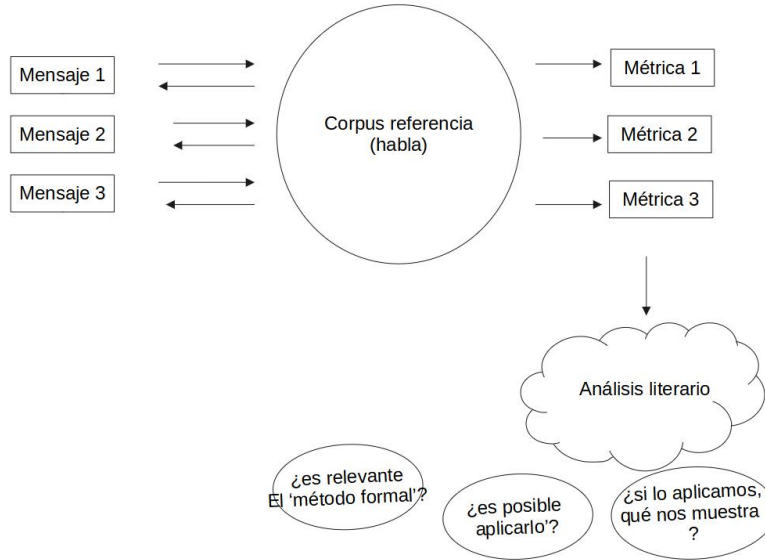 Mensaje 1
Mensaje 2
Mensaje 3
Corpus referencia
(habla)
Métrica 1
Métrica 2
Métrica 3
Análisis literario
¿es relevante
El ‘método formal’?
¿es posible
aplicarlo’?
¿si lo aplicamos,
qué nos muestra
?